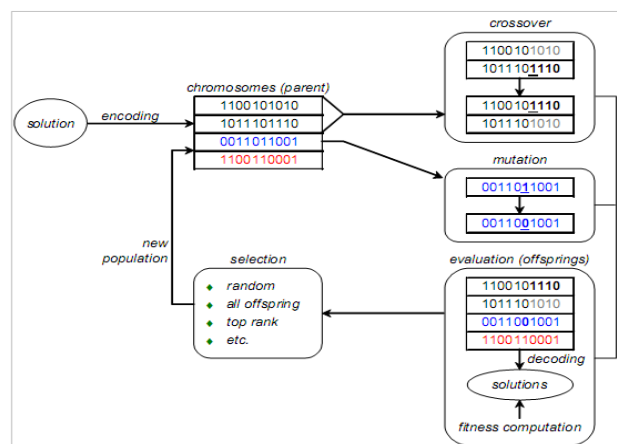 crossover
1100101010
1011101110
1100101110
1011101010
chromosomes (parent)
1100101010
1011101110
0011011001
1100110001
solution
encoding
mutation
0011011001
0011001001
new
population
selection
random
all offspring
top rank
etc.
evaluation (offsprings)
1100101110
1011101010
0011001001
1100110001
decoding
solutions
fitness computation